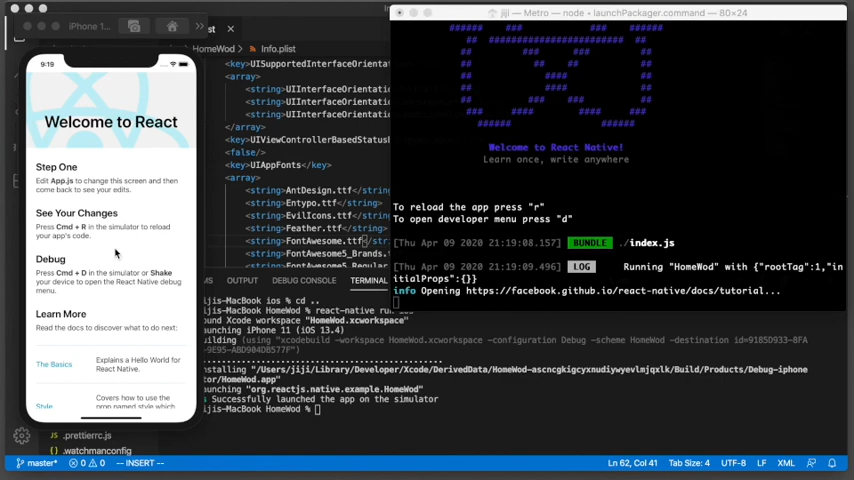 iPhone 1...
9:19
Welcome to React
Step One
Edit App.js to change this screen and then
come back to see your edits.
See Your Changes
Press Cmd + R in the simulator to reload
your app's code.
Debug
Press Cmd + D in the simulator or Shake
your device to open the React Native debug
menu.
Learn More
Read the docs to discover what to do next:
The Basics
Explains a Hello World for
React Native.
Style
Covers how to use the
prop named style which
HomeWod > Info.plist
<key>UISupportedInterfaceOrientat
<array>
<string>UIInterfaceOrientatio
<string>UIInterfaceOrientatio
<string>UIInterfaceOrientatio
</array>
<key>UIViewControllerBasedStatusB
<false/>
<key>UIAppFonts</key>
<array>
<string>AntDesign.ttf</strin
<string>Entypo.ttf</string>
<string>EvilIcons.ttf</strin
<string>Feather.ttf</string>
<string>FontAwesome.ttf</str
<string>FontAwesome5_Brands.
<string>FontAwesome5_Regular
OUTPUT
DEBUG CONSOLE
TERMINAL
jijis-MacBook ios % cd ..
jijis-MacBook HomeWod % react-native run ios
ound Xcode workspace "HomeWod.xcworkspace"
aunching iPhone 11 (iOS 13.4)
uilding (using "xcodebuild -workspace HomeWod.xcworkspace -configuration Debug -scheme HomeWod -destination id=9185D933-8FA
-9E95-ABD904DB577F")
nstalling "/Users/jiji/Library/Developer/Xcode/DerivedData/HomeWod-ascncgkigcyxnudiywyevlmjqxlk/Build/Products/Debug-iphone
tor/HomeWod.app"
aunching "org.reactjs.native.example.HomeWod"
s Successfully launched the app on the simulator
ijis-MacBook HomeWod %
jiji — Metro — node ◂ launchPackager.command — 80×24
Welcome to React Native!
Learn once, write anywhere
To reload the app press "r"
To open developer menu press "d"
[Thu Apr 09 2020 21:19:08.157] BUNDLE ./index.js
[Thu Apr 09 2020 21:19:09.496] LOG Running "HomeWod" with {"rootTag":1,"in
itialProps":{}}
info Opening https://facebook.github.io/react-native/docs/tutorial...
.prettierrc.js
.watchmanconfig
master* 0 0 -- INSERT --
Ln 62, Col 41 Tab Size: 4 UTF-8 LF XML